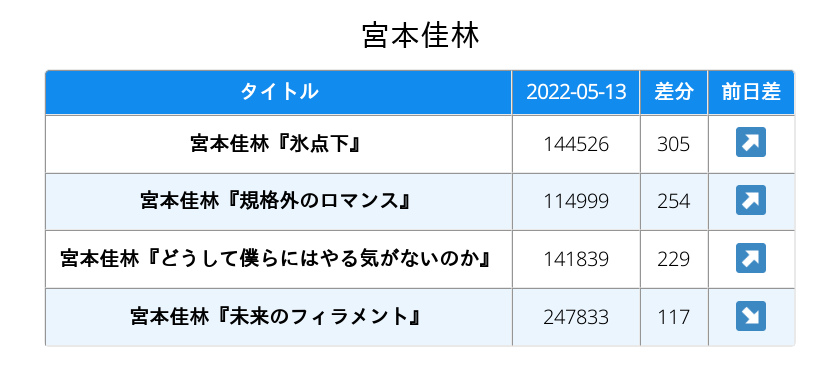 宮本佳林
タイトル 2022-05-13 差分 前日差
宮本佳林『氷点下』 144526 305 ↗
宮本佳林『規格外のロマンス』 114999 254 ↗
宮本佳林『どうして僕らにはやる気がないのか』 141839 229 ↗
宮本佳林『未来のフィラメント』 247833 117 ↘